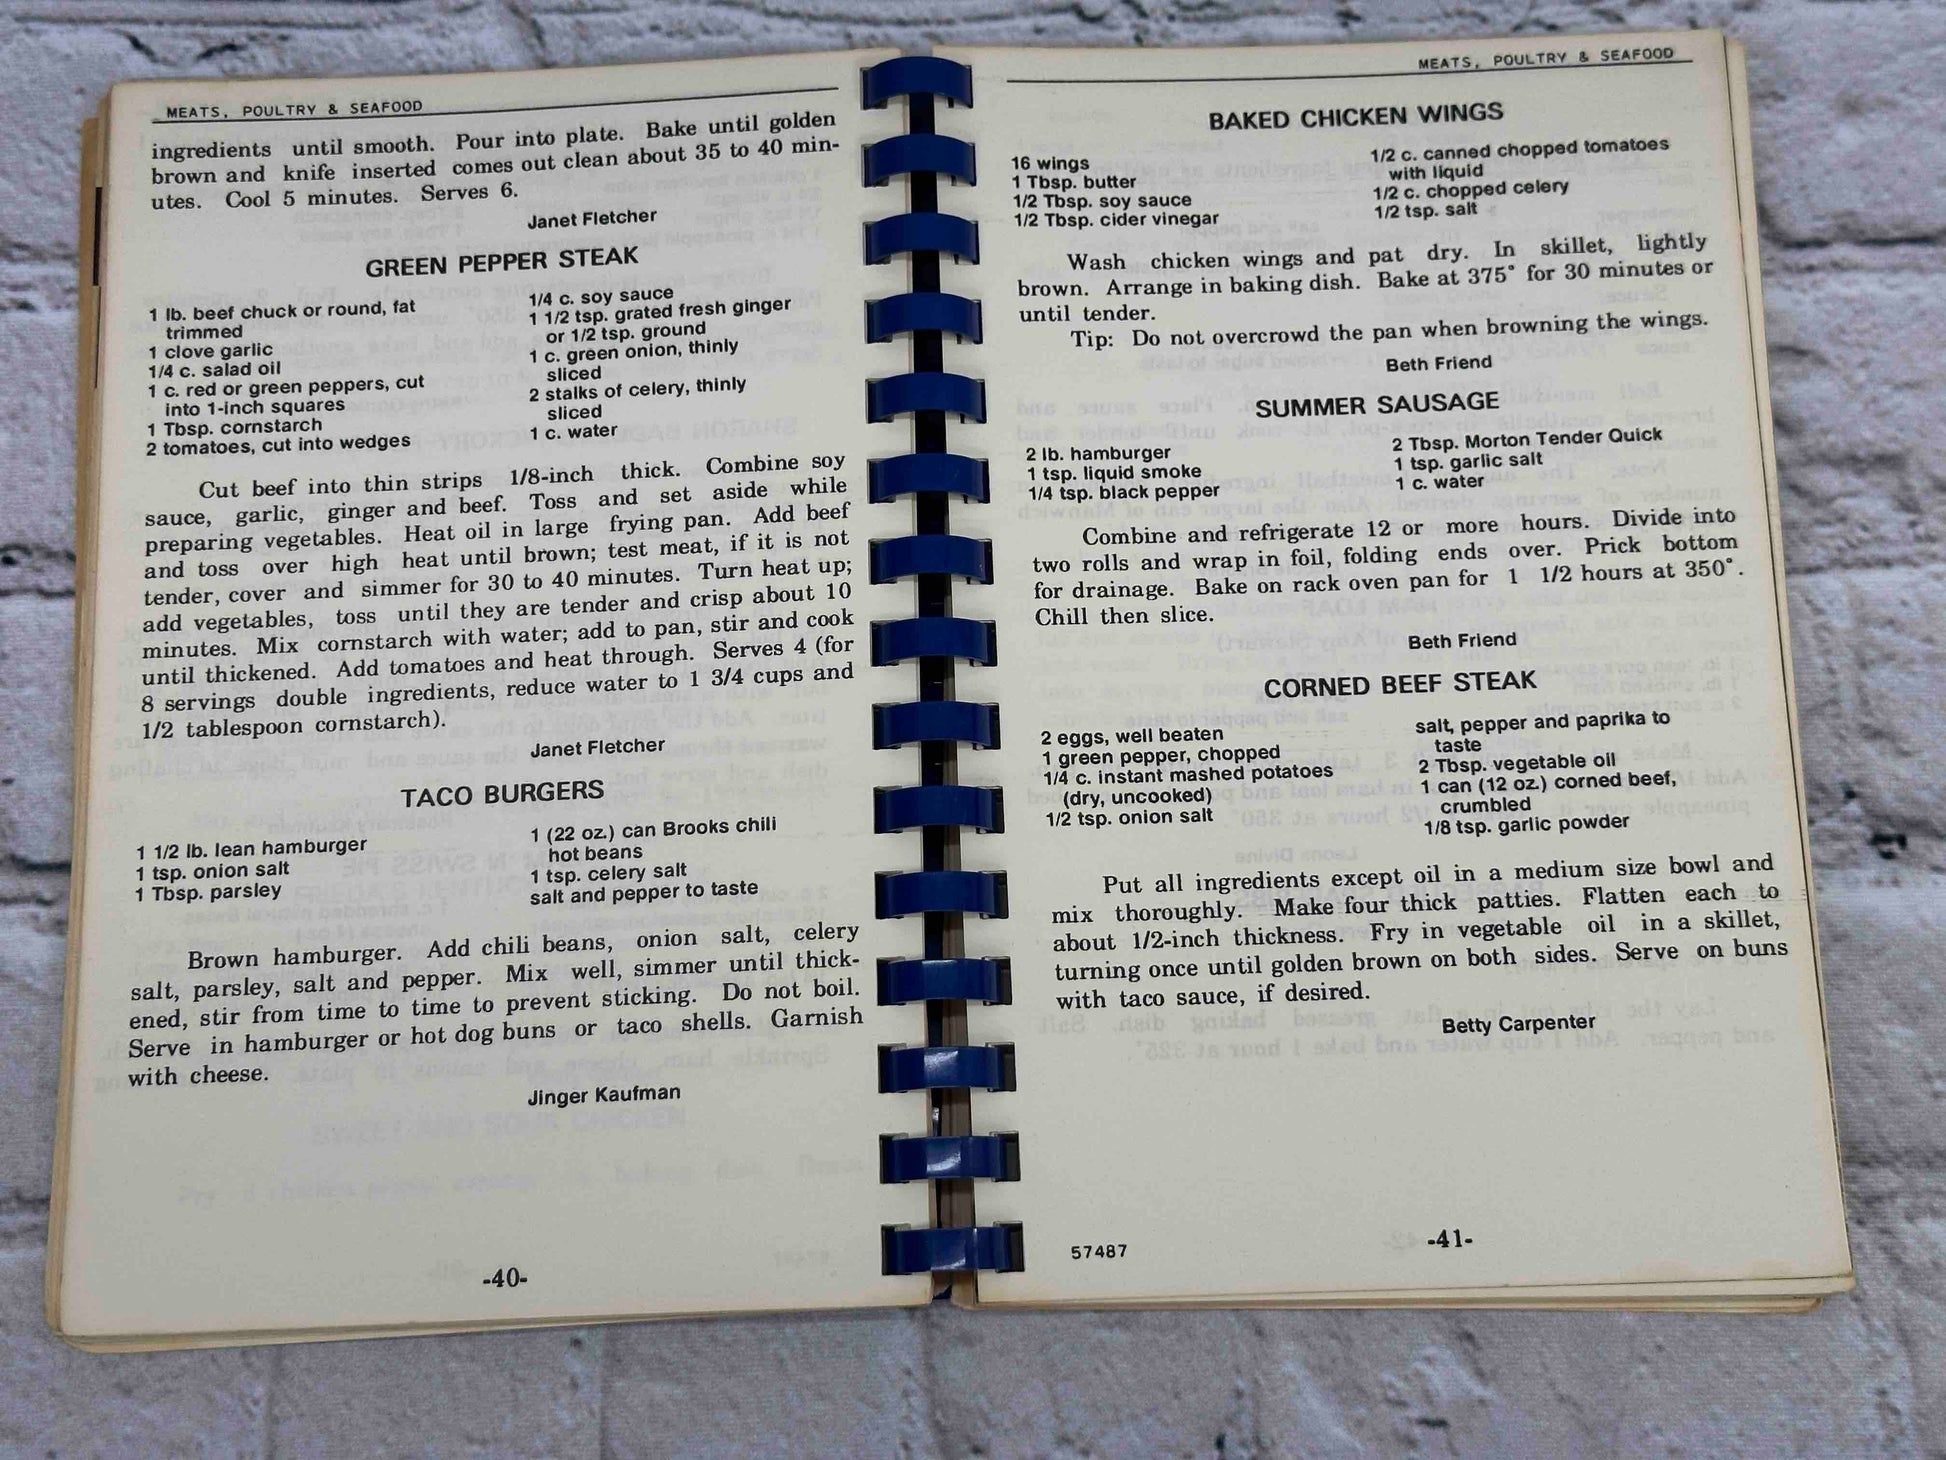 MEATS, POULTRY & SEAFOOD
ingredients until smooth. Pour into plate. Bake until golden
brown and knife inserted comes out clean about 35 to 40 min-
utes. Cool 5 minutes. Serves 6.
Janet Fletcher
GREEN PEPPER STEAK
1 lb. beef chuck or round, fat
trimmed
1 clove garlic
1/4 c. salad oil
1 c. red or green peppers, cut
into 1-inch squares
1 Tbsp. cornstarch
2 tomatoes, cut into wedges
1/4 c. soy sauce
1 1/2 tsp. grated fresh ginger
or 1/2 tsp. ground
1 c. green onion, thinly
sliced
2 stalks of celery, thinly
sliced
1 c. water
Cut beef into thin strips 1/8-inch thick. Combine soy
sauce, garlic, ginger and beef. Toss and set aside while
preparing vegetables. Heat oil in large frying pan. Add beef
and toss over high heat until brown; test meat, if it is not
tender, cover and simmer for 30 to 40 minutes. Turn heat up;
add vegetables, toss until they are tender and crisp about 10
minutes. Mix cornstarch with water; add to pan, stir and cook
until thickened. Add tomatoes and heat through. Serves 4 (for
8 servings double ingredients, reduce water to 1 3/4 cups and
1/2 tablespoon cornstarch).
Janet Fletcher
TACO BURGERS
1 1/2 lb. lean hamburger
1 tsp. onion salt
1 Tbsp. parsley
1 (22 oz.) can Brooks chili
hot beans
1 tsp. celery salt
salt and pepper to taste
Brown hamburger. Add chili beans, onion salt, celery
salt, parsley, salt and pepper. Mix well, simmer until thick-
ened, stir from time to time to prevent sticking. Do not boil.
Serve in hamburger or hot dog buns or taco shells. Garnish
with cheese.
Jinger Kaufman
-40-
MEATS, POULTRY & SEAFOOD
BAKED CHICKEN WINGS
16 wings
1 Tbsp. butter
1/2 Tbsp. soy sauce
1/2 Tbsp. cider vinegar
1/2 c. canned chopped tomatoes
with liquid
1/2 c. chopped celery
1/2 tsp. salt
Wash chicken wings and pat dry. In skillet, lightly
brown. Arrange in baking dish. Bake at 375° for 30 minutes or
until tender.
Tip: Do not overcrowd the pan when browning the wings.
Beth Friend
SUMMER SAUSAGE
2 lb. hamburger
1 tsp. liquid smoke
1/4 tsp. black pepper
2 Tbsp. Morton Tender Quick
1 tsp. garlic salt
1 c. water
Combine and refrigerate 12 or more hours. Divide into
two rolls and wrap in foil, folding ends over. Prick bottom
for drainage. Bake on rack oven pan for 1 1/2 hours at 350°.
Chill then slice.
Beth Friend
CORNED BEEF STEAK
2 eggs, well beaten
1 green pepper, chopped
1/4 c. instant mashed potatoes
(dry, uncooked)
1/2 tsp. onion salt
salt, pepper and paprika to
taste
2 Tbsp. vegetable oil
1 can (12 oz.) corned beef,
crumbled
1/8 tsp. garlic powder
Put all ingredients except oil in a medium size bowl and
mix thoroughly. Make four thick patties. Flatten each to
about 1/2-inch thickness. Fry in vegetable oil in a skillet,
turning once until golden brown on both sides. Serve on buns
with taco sauce, if desired.
Betty Carpenter
57487
-41-